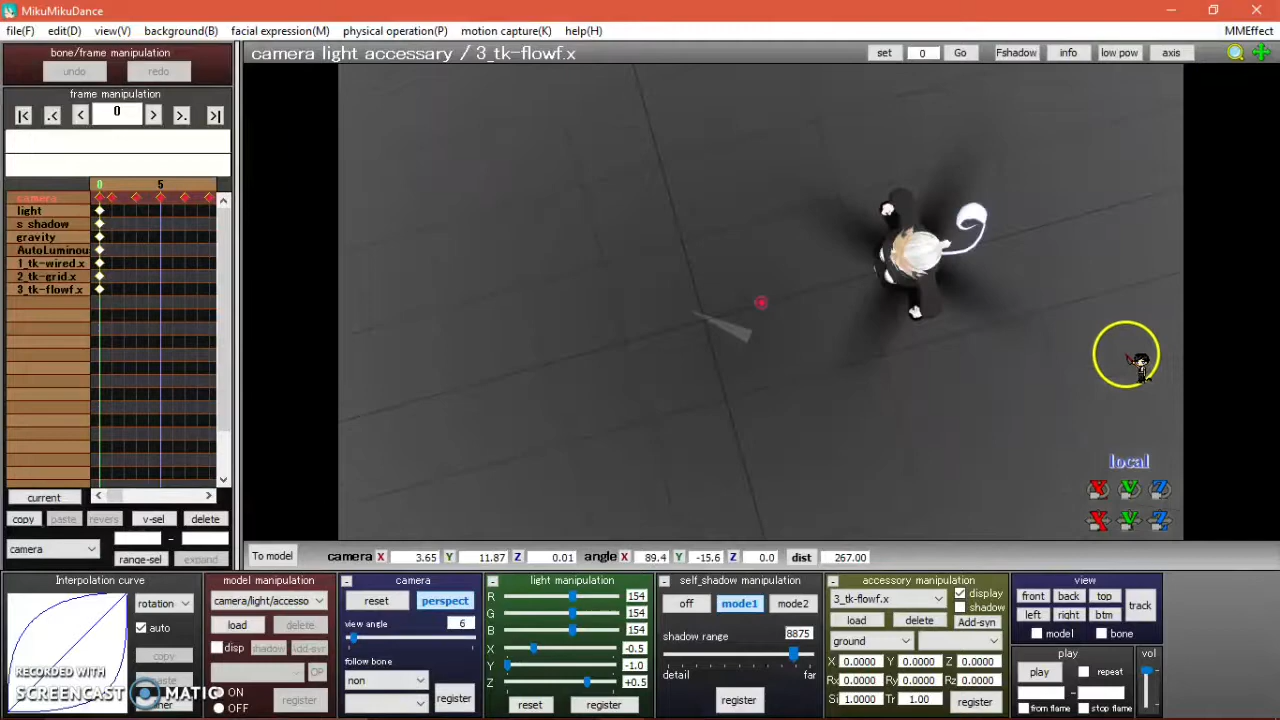 MikuMikuDance
file(F) edit(D) view(V) background(B) facial expression(M) physical operation(P) motion capture(K) help(H) MMEffect
bone/frame manipulation
undo redo
camera light accessary / 3_tk-flowf.x
set 0 Go Fshadow info low pow axis
frame manipulation
|< .< < 0 > >. >|
0 5
camera
light
s shadow
gravity
AutoLuminou
1_tk-wired.x
2_tk-grid.x
3_tk-flowf.x
local
X Y Z
X Y Z
current < >
copy paste revers v-sel delete
-
camera range-sel expand
To model camera X 3.65 Y 11.87 Z 0.01 angle X 89.4 Y -15.6 Z 0.0 dist 267.00
Interpolation curve
rotation
auto
copy
paste
RECORDED WITH
SCREENCAST MATIC
model manipulation
camera/light/accesso
load delete
disp shadow Add-syn
OP
ON
OFF
register
- camera
reset perspect
view angle 6
follow bone
non
register
- light manipulation
R 154
G 154
B 154
X -0.5
Y -1.0
Z +0.5
reset register
- self_shadow manipulation
off mode1 mode2
shadow range 8875
detail far
register
- accessory manipulation
3_tk-flowf.x display
shadow
load delete Add-syn
ground
X 0.0000 Y 0.0000 Z 0.0000
Rx 0.0000 Ry 0.0000 Rz 0.0000
Si 1.0000 Tr 1.00 register
view
front back top
left right btm track
model bone
play
play repeat
-
from flame stop flame
vol